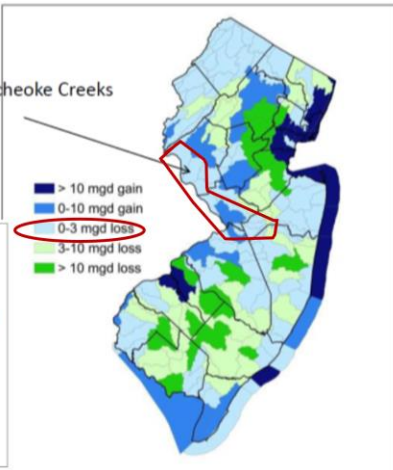 cheoke Creeks
> 10 mgd gain
0-10 mgd gain
0-3 mgd loss
3-10 mgd loss
> 10 mgd loss